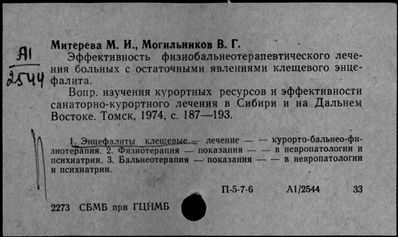 А1
2544
Митерева М. И., Могильников В. Г.
Эффективность физиобальнеотерапевтического лече-
ния больных с остаточными явлениями клещевого энце-
фалита.
Вопр. изучения курортных ресурсов и эффективности
санаторно-курортного лечения в Сибири и на Дальнем
Востоке. Томск, 1974, с. 187—193.
1. Энцефалиты клещевые — лечение — — курорто-бальнео-фи-
зиотерапия. 2. Физиотерапия — показания — — в невропатологии и
психиатрии. 3. Бальнеотерапия — показания — — в невропатологии
и психиатрии.
П-5-7-6 А1/2544 33
2273 СБМБ при ГЦНМБ